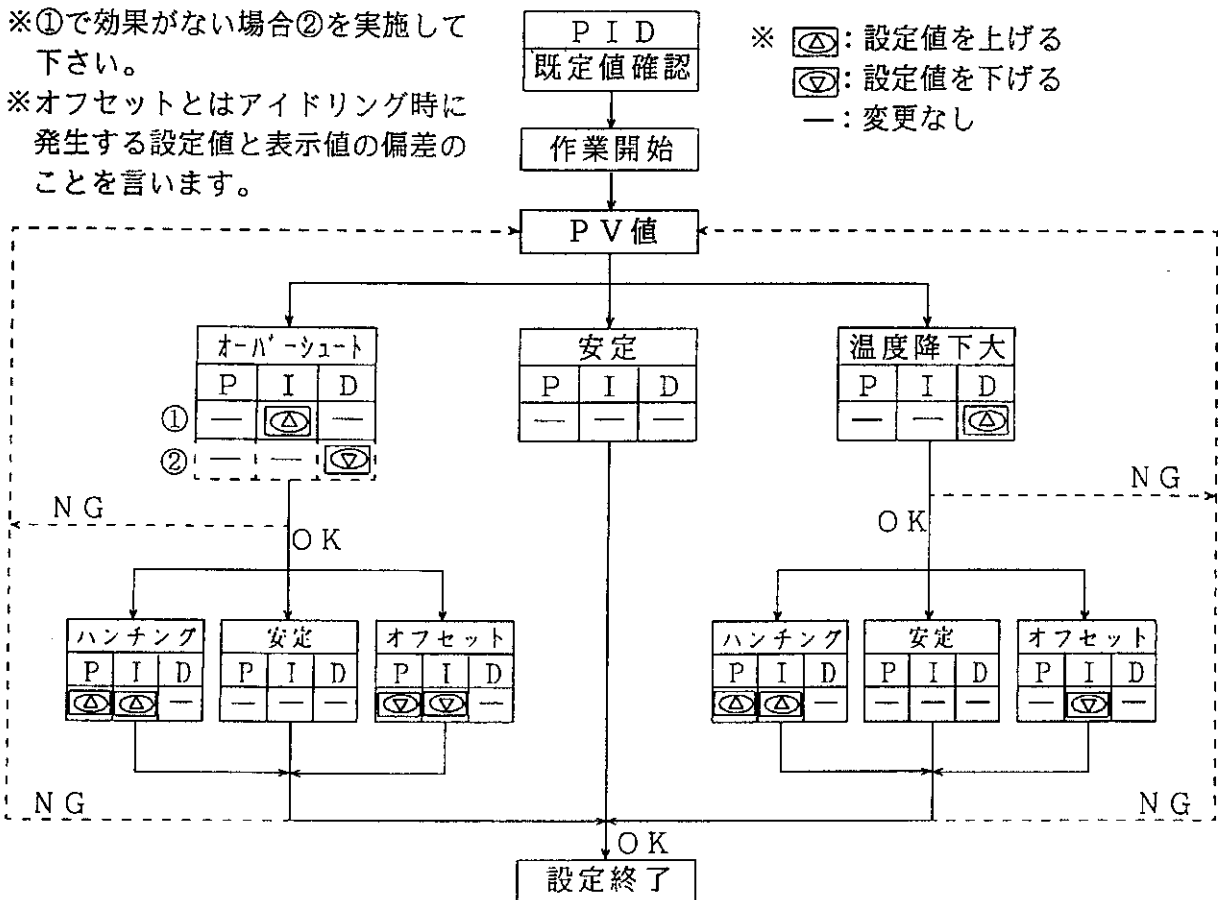 ※①で効果がない場合②を実施して
下さい。
※オフセットとはアイドリング時に
発生する設定値と表示値の偏差の
ことを言います。
PID
既定値確認
※ △：設定値を上げる
▽：設定値を下げる
―：変更なし
作業開始
PV値
オーバーシュート
P I D
① ― △ ―
② ― ― ▽
安定
P I D
― ― ―
温度降下大
P I D
― ― △
NG
OK
NG
OK
ハンチング
P I D
△ △ ―
安定
P I D
― ― ―
オフセット
P I D
▽ ▽ ―
ハンチング
P I D
△ △ ―
安定
P I D
― ― ―
オフセット
P I D
― ▽ ―
NG
NG
OK
設定終了